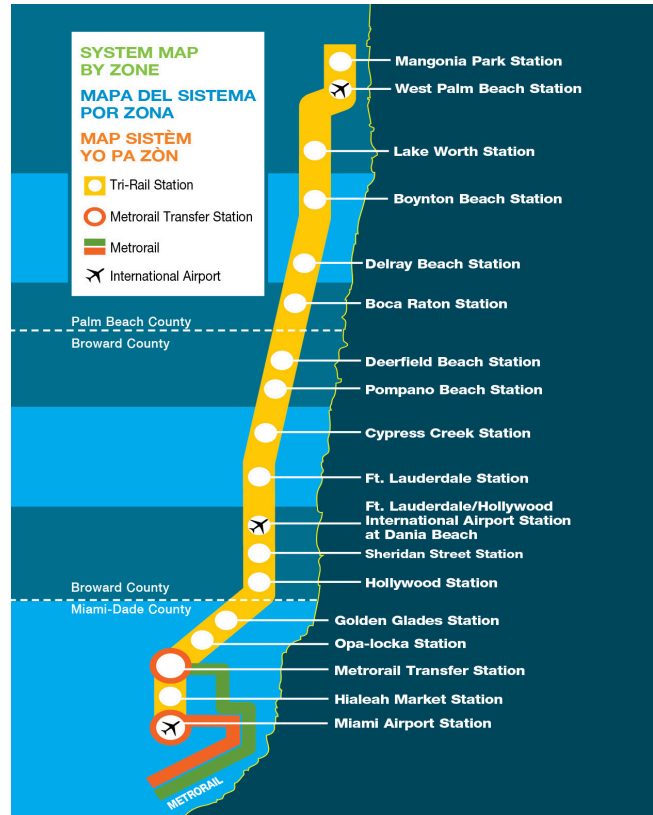 SYSTEM MAP
BY ZONE
MAPA DEL SISTEMA
POR ZONA
MAP SISTÈM
YO PA ZÒN
Tri-Rail Station
Metrorail Transfer Station
Metrorail
International Airport
Mangonia Park Station
West Palm Beach Station
Lake Worth Station
Boynton Beach Station
Delray Beach Station
Boca Raton Station
Palm Beach County
Broward County
Deerfield Beach Station
Pompano Beach Station
Cypress Creek Station
Ft. Lauderdale Station
Ft. Lauderdale/Hollywood
International Airport Station
at Dania Beach
Sheridan Street Station
Hollywood Station
Broward County
Miami-Dade County
Golden Glades Station
Opa-locka Station
Metrorail Transfer Station
Hialeah Market Station
Miami Airport Station
METRORAIL